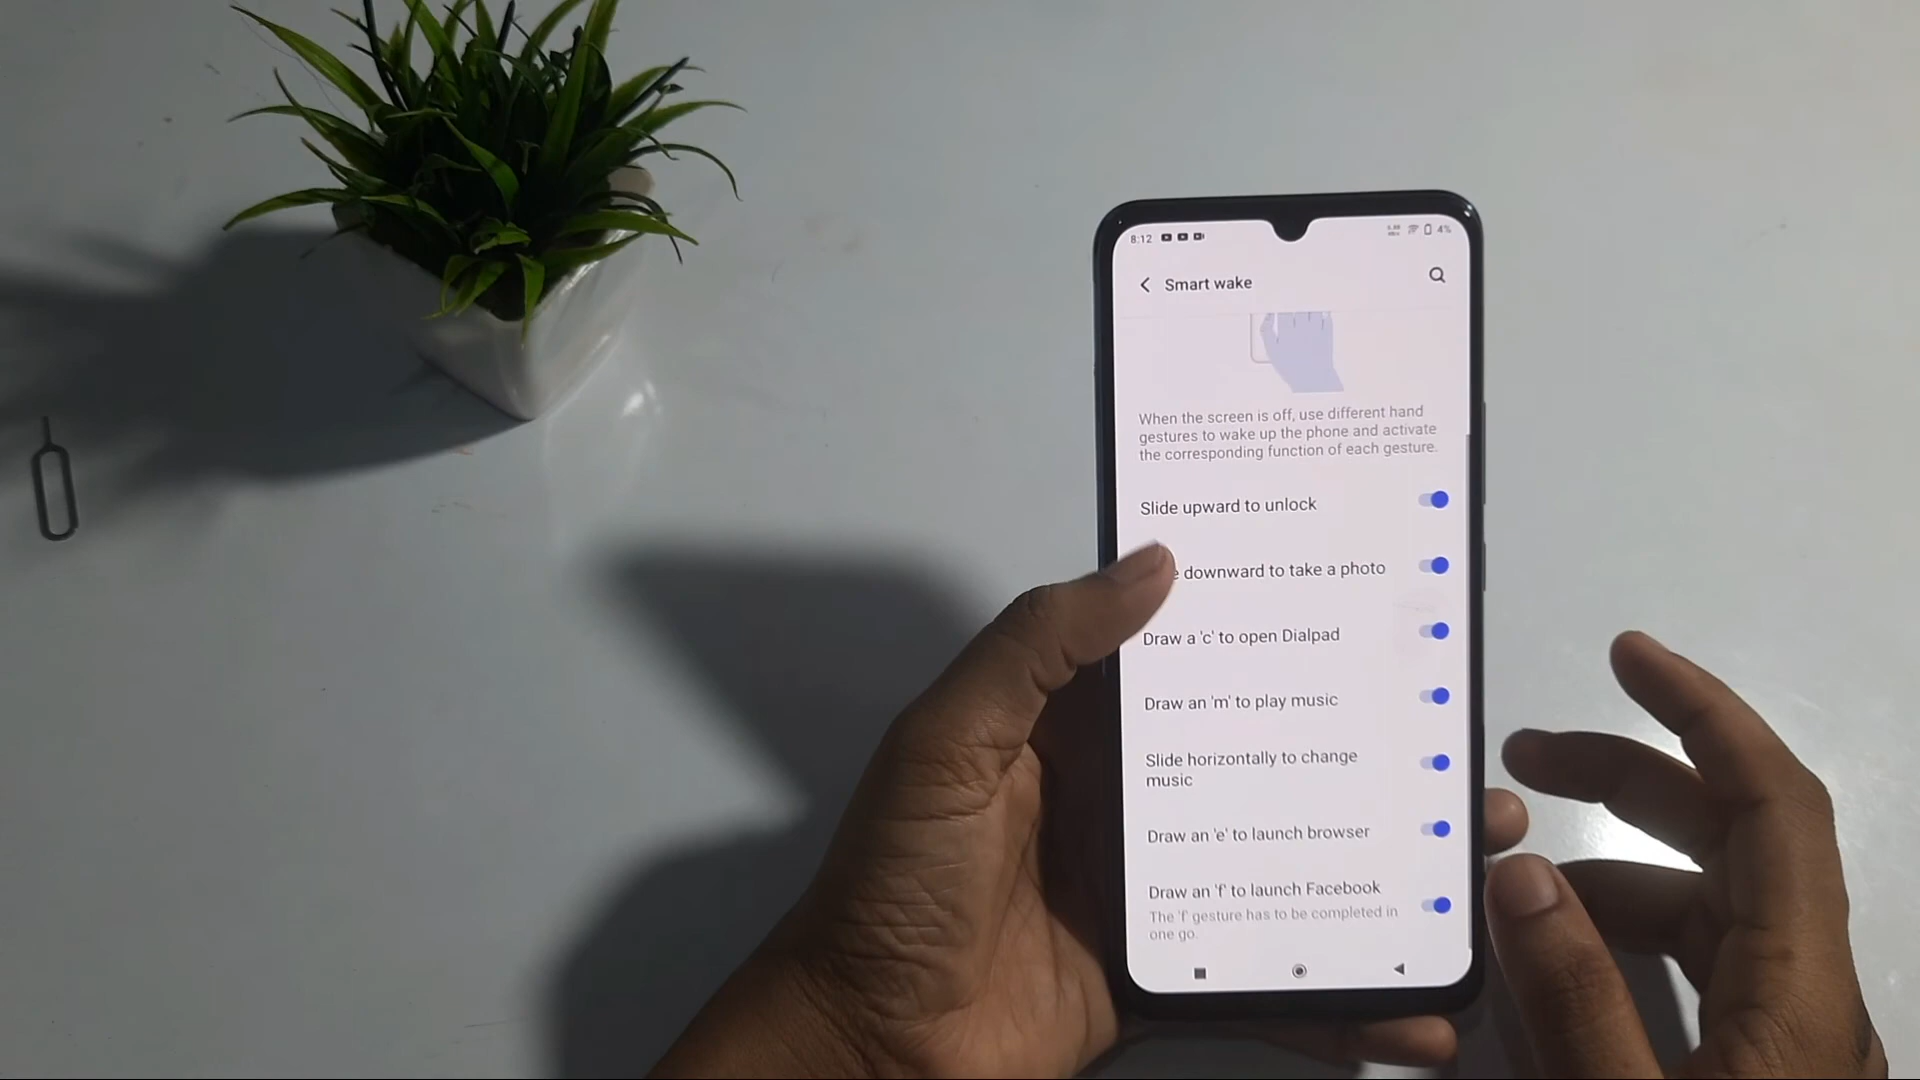 8:12
4%
Smart wake
When the screen is off, use different hand
gestures to wake up the phone and activate
the corresponding function of each gesture.
Slide upward to unlock
downward to take a photo
Draw a 'c' to open Dialpad
Draw an 'm' to play music
Slide horizontally to change
music
Draw an 'e' to launch browser
Draw an 'f' to launch Facebook
The 'f' gesture has to be completed in
one go.